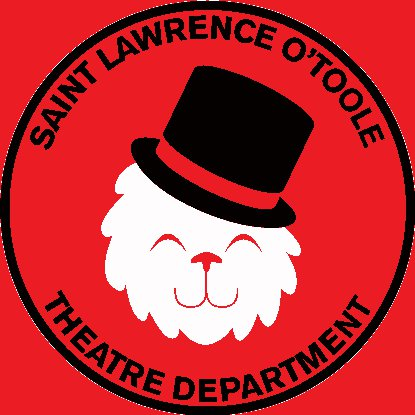 SAINT LAWRENCE O'TOOLE
THEATRE DEPARTMENT